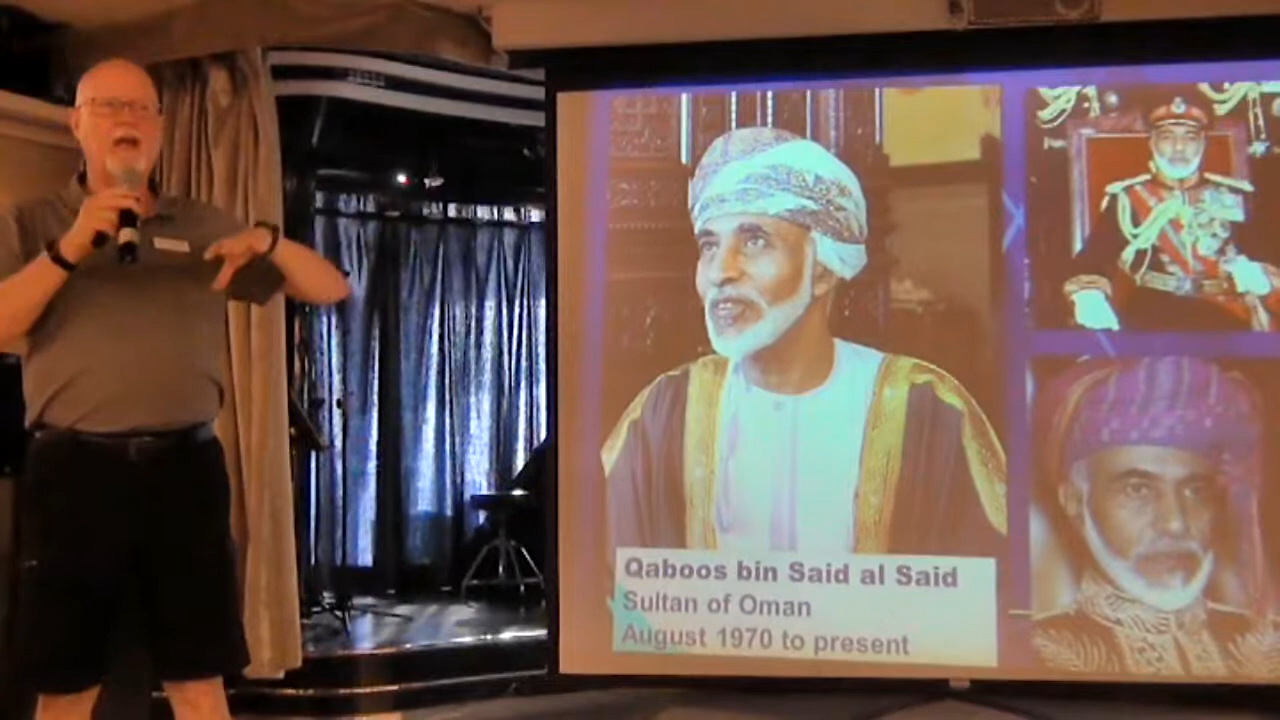 Qaboos bin Said al Said
Sultan of Oman
August 1970 to present